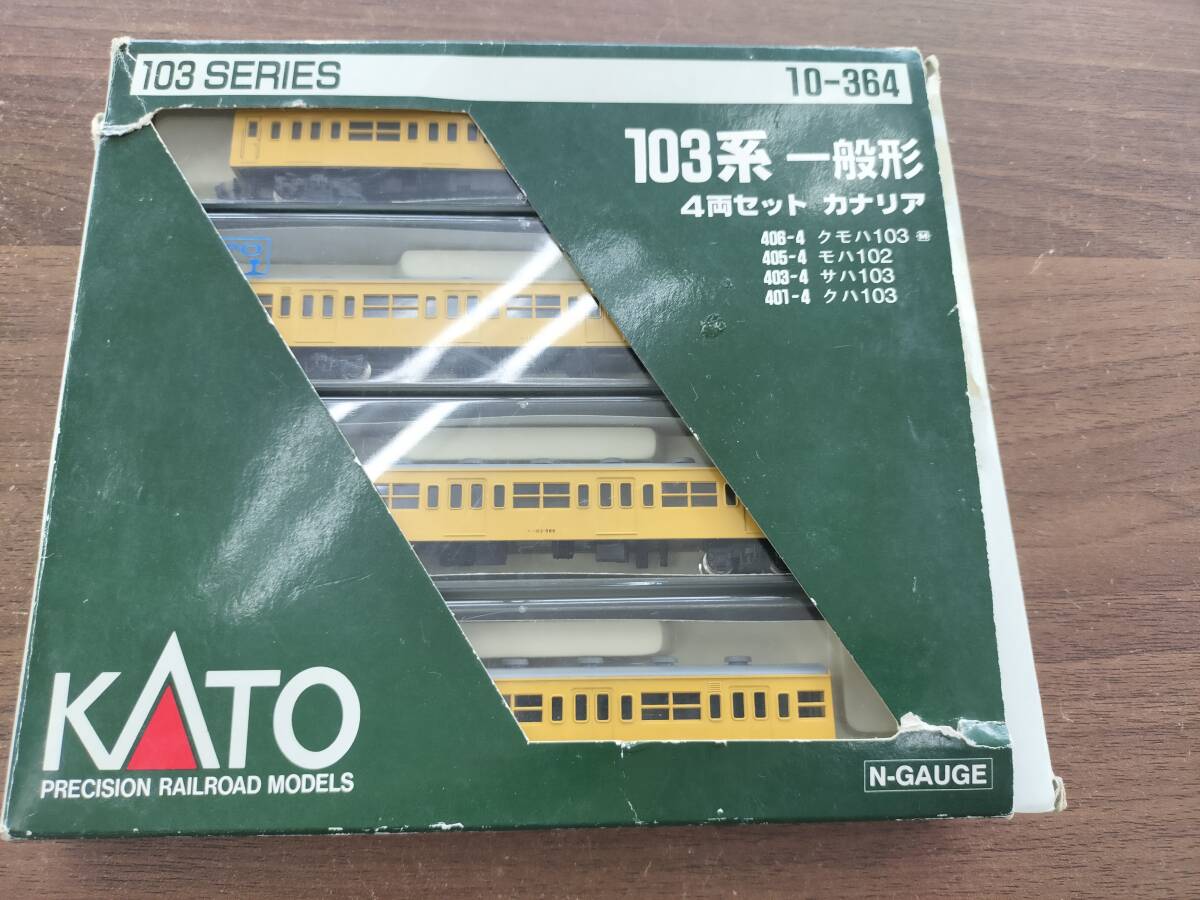 103 SERIES
10-364
103系 一般形
4両セット カナリア
406-4 クモハ103 M
405-4 モハ102
403-4 サハ103
401-4 クハ103
KATO
PRECISION RAILROAD MODELS
N-GAUGE